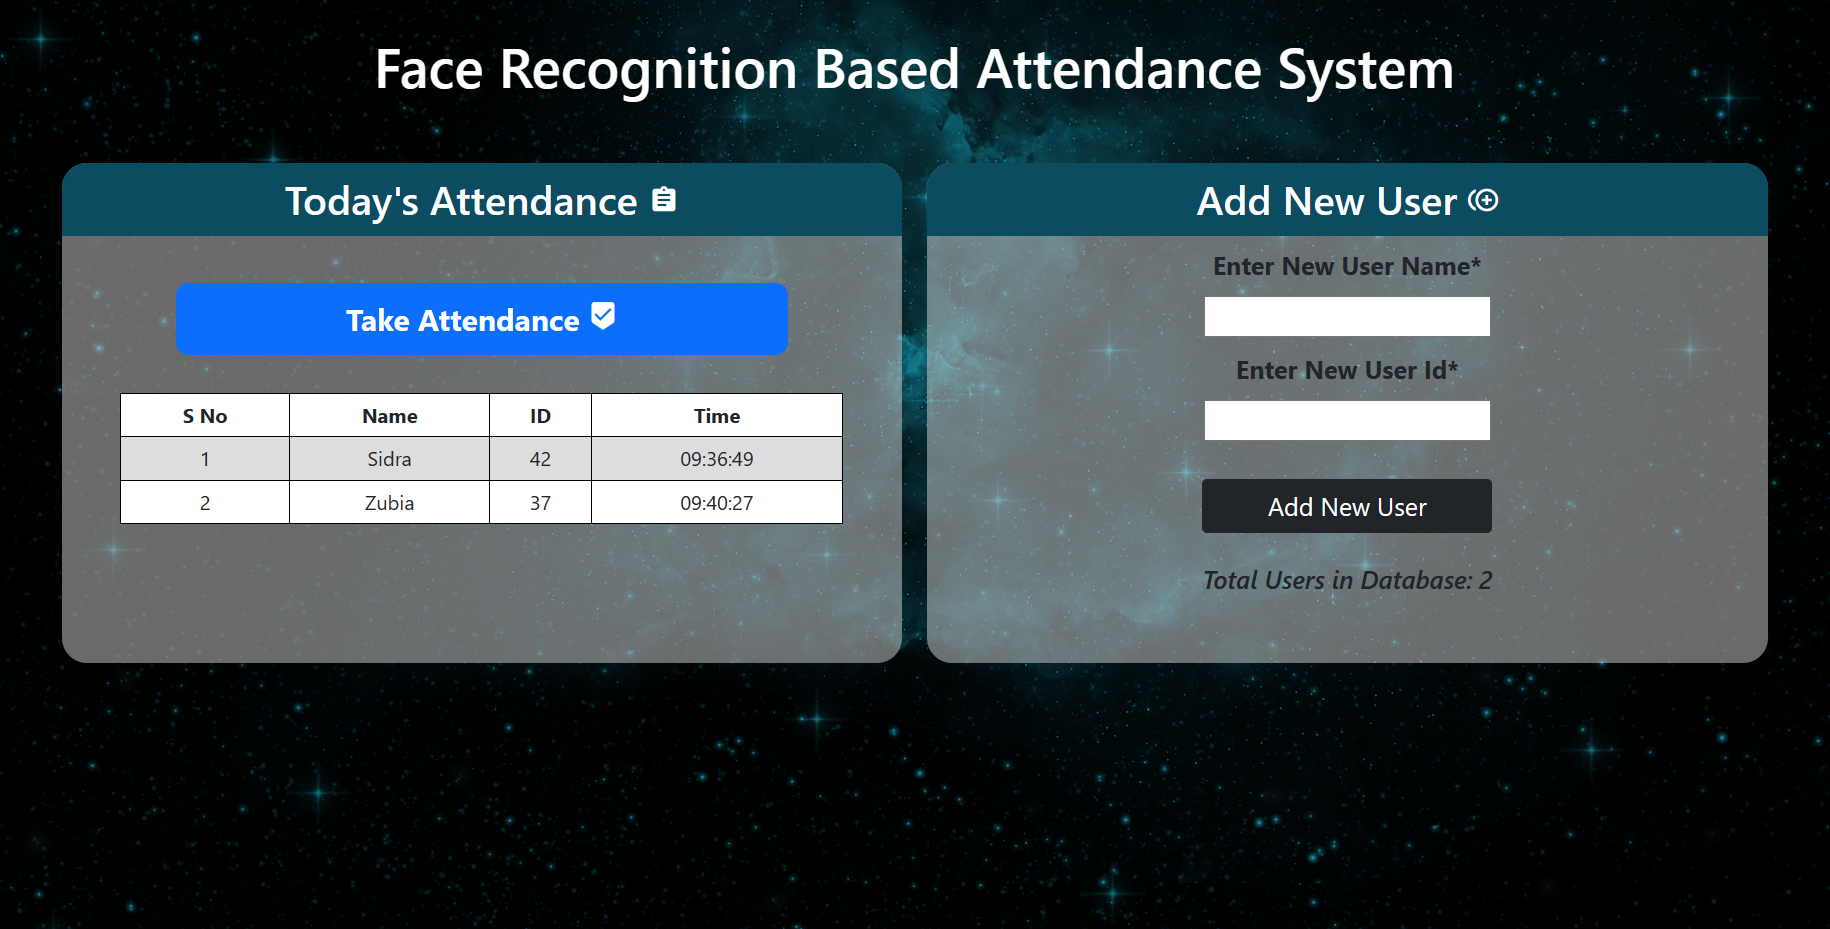 Face Recognition Based Attendance System
Today's Attendance
Take Attendance
S No Name ID Time
1 Sidra 42 09:36:49
2 Zubia 37 09:40:27
Add New User
Enter New User Name*
Enter New User Id*
Add New User
Total Users in Database: 2